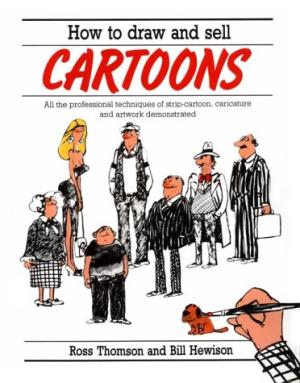 How to draw and sell
CARTOONS
All the professional techniques of strip-cartoon, caricature
and artwork demonstrated
Ross Thomson and Bill Hewison